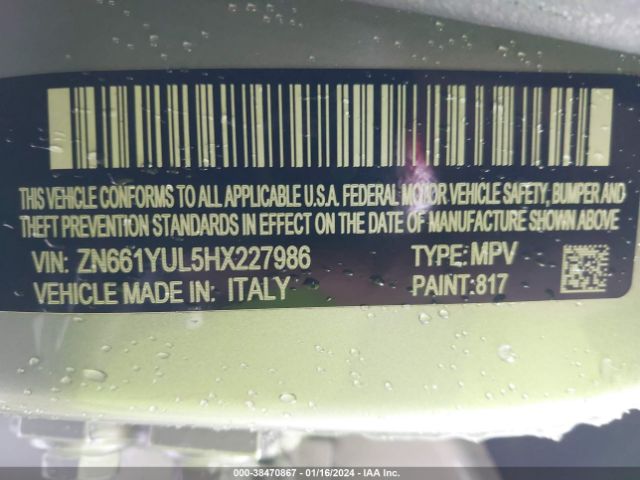 THIS VEHICLE CONFORMS TO ALL APPLICABLE U.S.A. FEDERAL MOTOR VEHICLE SAFETY, BUMPER AND
THEFT PREVENTION STANDARDS IN EFFECT ON THE DATE OF MANUFACTURE SHOWN ABOVE
VIN: ZN661YUL5HX227986 TYPE: MPV
VEHICLE MADE IN: ITALY PAINT:817
000-38470867 - 01/16/2024 - IAA Inc.